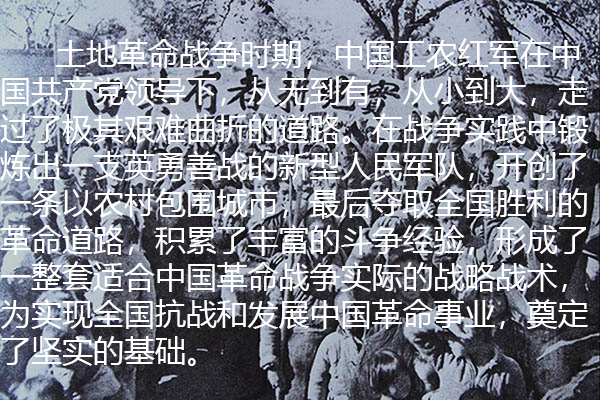 土地革命战争时期，中国工农红军在中
国共产党领导下，从无到有，从小到大，走
过了极其艰难曲折的道路。在战争实践中锻
炼出一支英勇善战的新型人民军队，开创了
一条以农村包围城市，最后夺取全国胜利的
革命道路，积累了丰富的斗争经验，形成了
一整套适合中国革命战争实际的战略战术，
为实现全国抗战和发展中国革命事业，奠定
了坚实的基础。